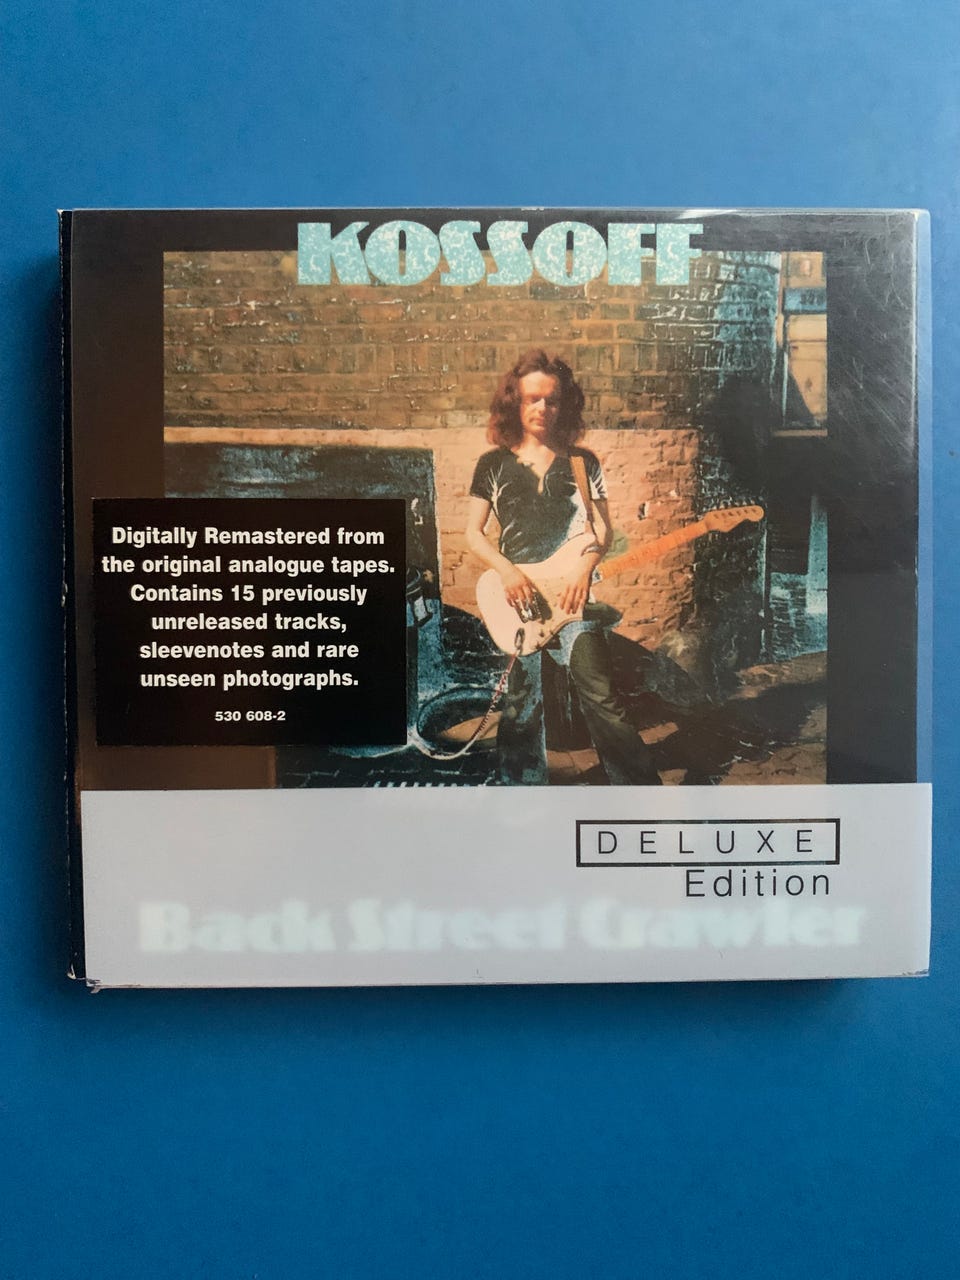 KOSSOFF
Digitally Remastered from
the original analogue tapes.
Contains 15 previously
unreleased tracks,
sleevenotes and rare
unseen photographs.
530 608-2
DELUXE
Edition
Back Street Crawler